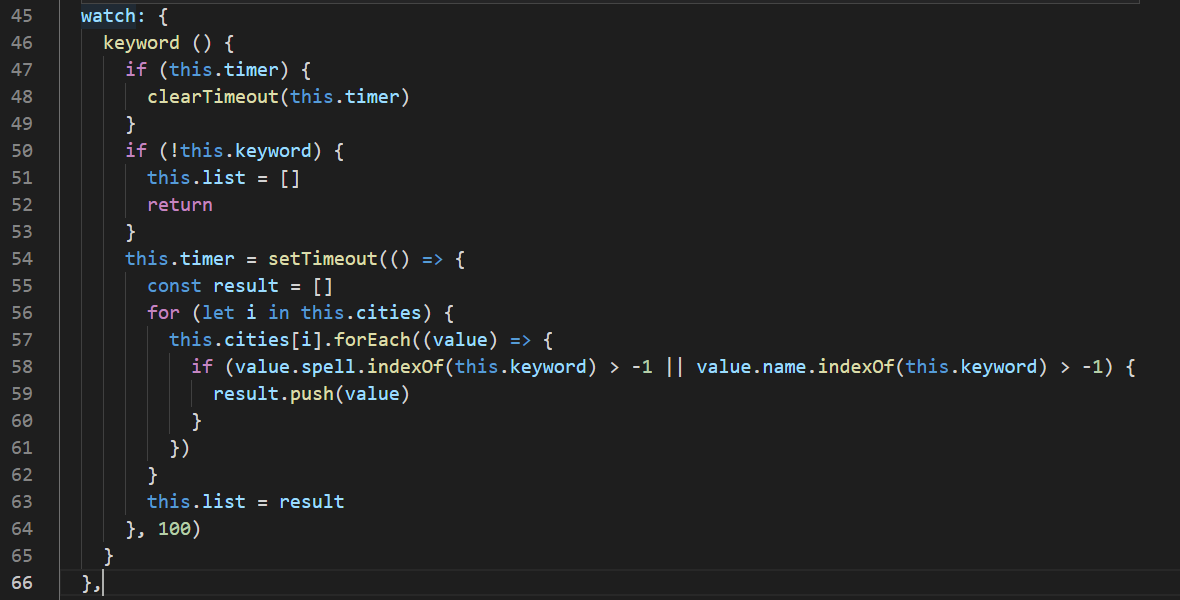 45 watch: {
46 keyword () {
47 if (this.timer) {
48 clearTimeout(this.timer)
49 }
50 if (!this.keyword) {
51 this.list = []
52 return
53 }
54 this.timer = setTimeout(() => {
55 const result = []
56 for (let i in this.cities) {
57 this.cities[i].forEach((value) => {
58 if (value.spell.indexOf(this.keyword) > -1 || value.name.indexOf(this.keyword) > -1) {
59 result.push(value)
60 }
61 })
62 }
63 this.list = result
64 }, 100)
65 }
66 },